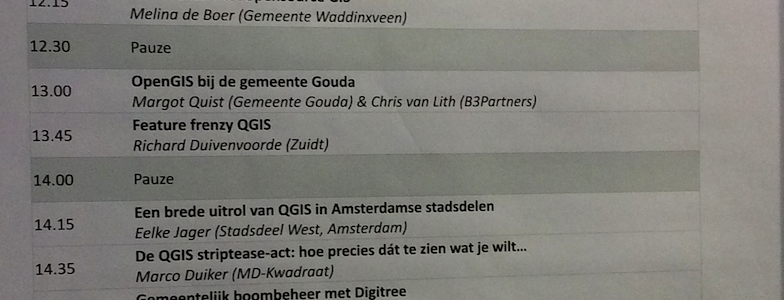 12.15
Melina de Boer (Gemeente Waddinxveen)
12.30 Pauze
13.00 OpenGIS bij de gemeente Gouda
Margot Quist (Gemeente Gouda) & Chris van Lith (B3Partners)
13.45 Feature frenzy QGIS
Richard Duivenvoorde (Zuidt)
14.00 Pauze
14.15 Een brede uitrol van QGIS in Amsterdamse stadsdelen
Eelke Jager (Stadsdeel West, Amsterdam)
14.35 De QGIS striptease-act: hoe precies dát te zien wat je wilt...
Marco Duiker (MD-Kwadraat)
Gemeentelijk boombeheer met Digitree